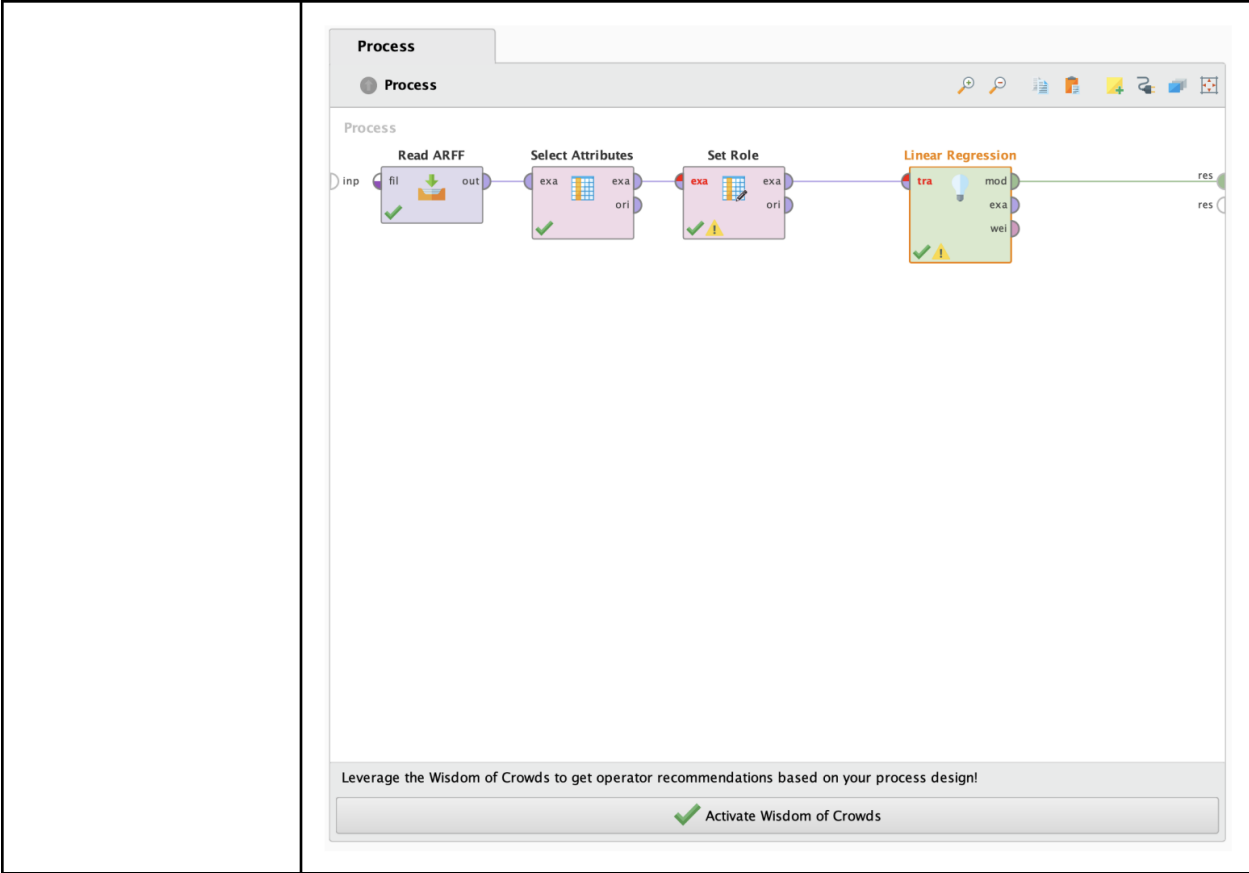 Process
Process
Process
Read ARFF Select Attributes Set Role Linear Regression
inp fil out exa exa exa exa tra mod res
ori ori exa res
wei
Leverage the Wisdom of Crowds to get operator recommendations based on your process design!
Activate Wisdom of Crowds